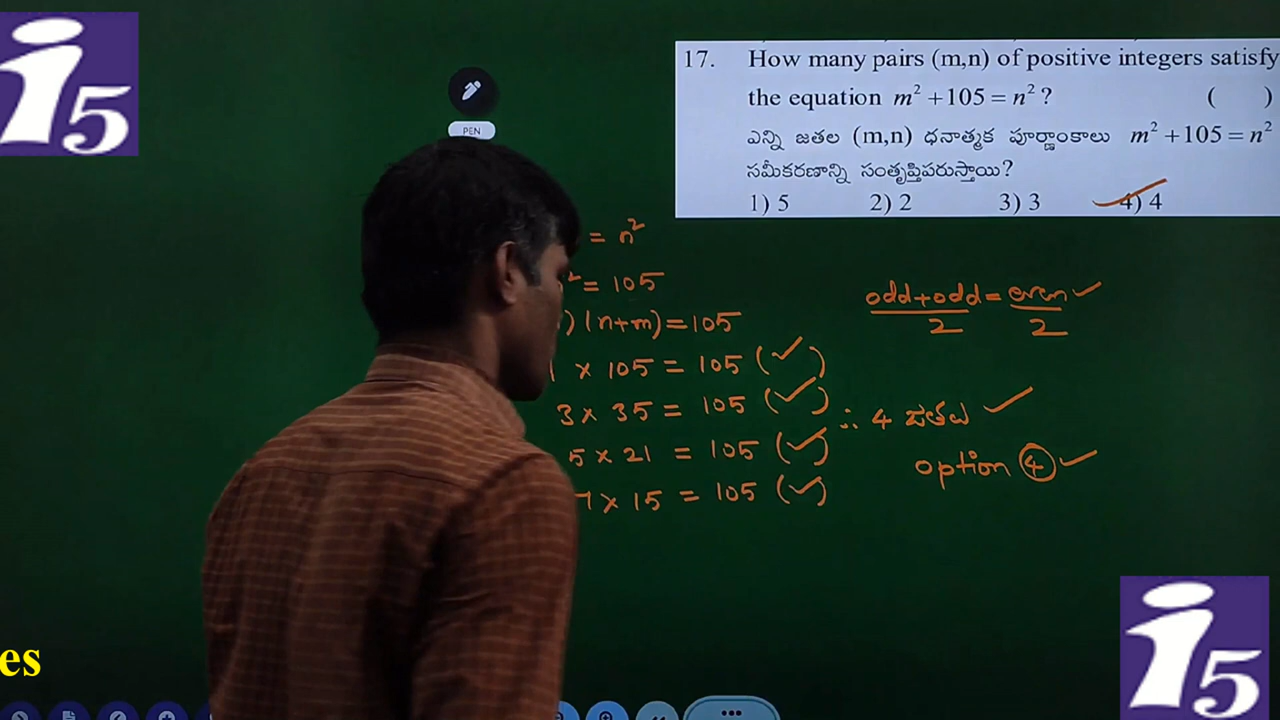 i5
PEN
17. How many pairs (m,n) of positive integers satisfy
the equation m² + 105 = n² ? ( )
ఎన్ని జతల (m,n) ధనాత్మక పూర్ణాంకాలు m² + 105 = n²
సమీకరణాన్ని సంతృప్తిపరుస్తాయి?
1) 5 2) 2 3) 3 4) 4
= n²
² = 105
) (n+m) = 105
1 × 105 = 105 (✓)
3 × 35 = 105 (✓)
5 × 21 = 105 (✓)
7 × 15 = 105 (✓)
odd+odd/2 = even/2 ✓
∴ 4 జతలు ✓
option 4 ✓
es
i5